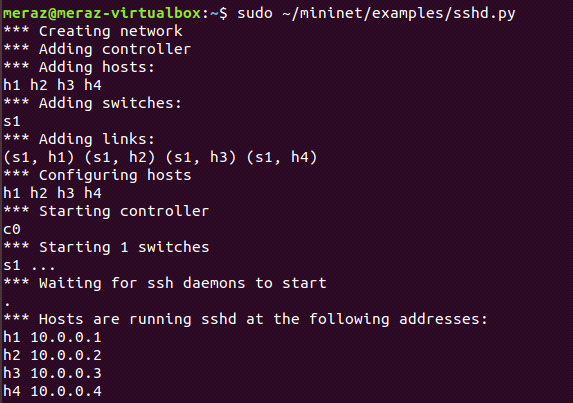 meraz@meraz-virtualbox:~$ sudo ~/mininet/examples/sshd.py
*** Creating network
*** Adding controller
*** Adding hosts:
h1 h2 h3 h4
*** Adding switches:
s1
*** Adding links:
(s1, h1) (s1, h2) (s1, h3) (s1, h4)
*** Configuring hosts
h1 h2 h3 h4
*** Starting controller
c0
*** Starting 1 switches
s1 ...
*** Waiting for ssh daemons to start
.
*** Hosts are running sshd at the following addresses:
h1 10.0.0.1
h2 10.0.0.2
h3 10.0.0.3
h4 10.0.0.4